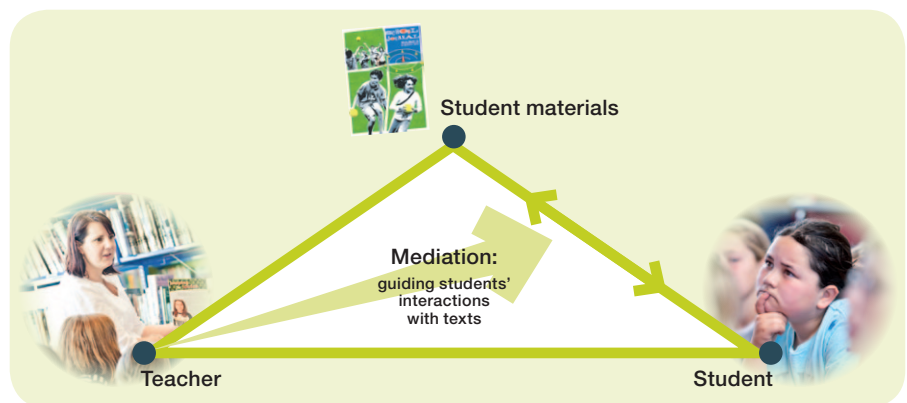 Student materials
Mediation:
guiding students'
interactions
with texts
Teacher
Student